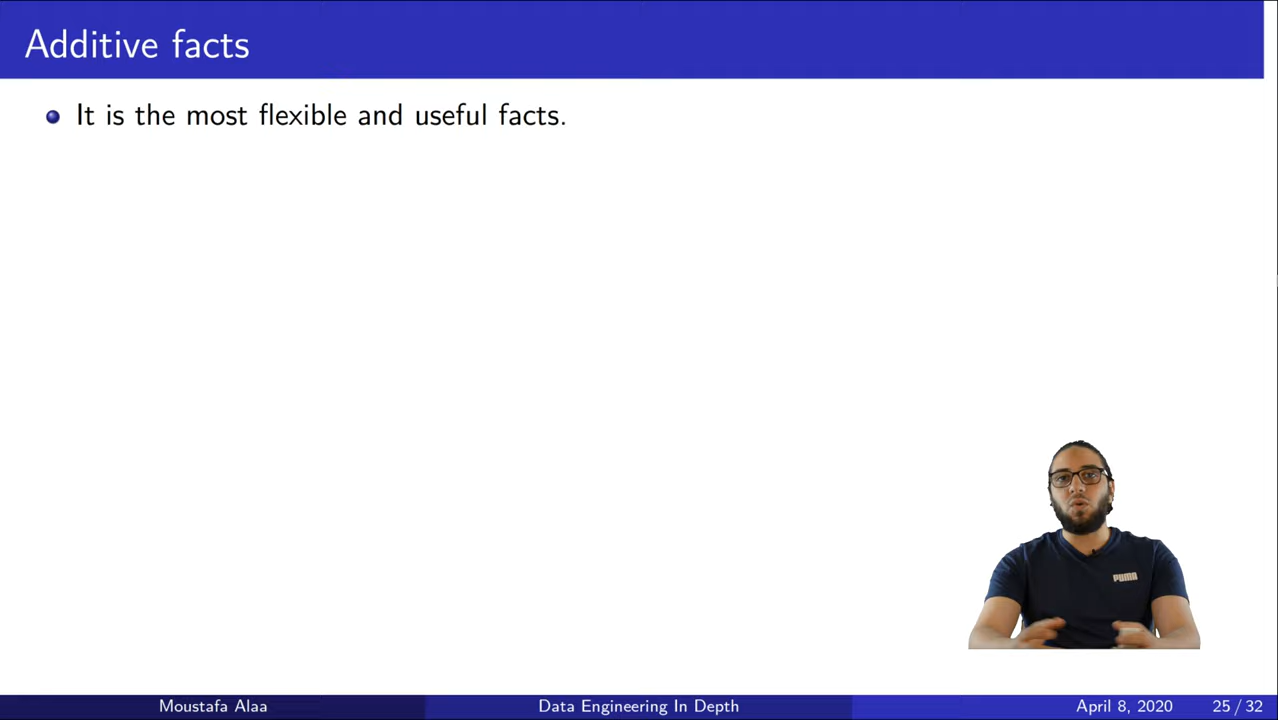 Additive facts
It is the most flexible and useful facts.
PUMA
Moustafa Alaa
Data Engineering In Depth
April 8, 2020
25 / 32